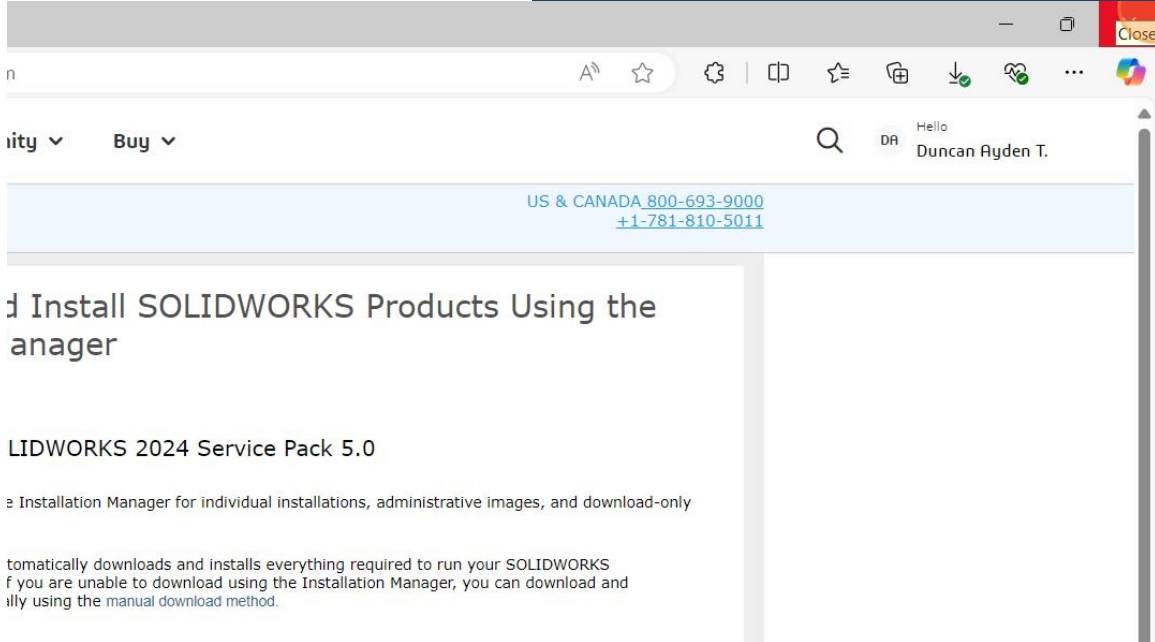 Close
n
A
nity
Buy
DA
Hello
Duncan Ayden T.
US & CANADA 800-693-9000
+1-781-810-5011
d Install SOLIDWORKS Products Using the
anager
LIDWORKS 2024 Service Pack 5.0
e Installation Manager for individual installations, administrative images, and download-only
tomatically downloads and installs everything required to run your SOLIDWORKS
f you are unable to download using the Installation Manager, you can download and
ally using the manual download method.